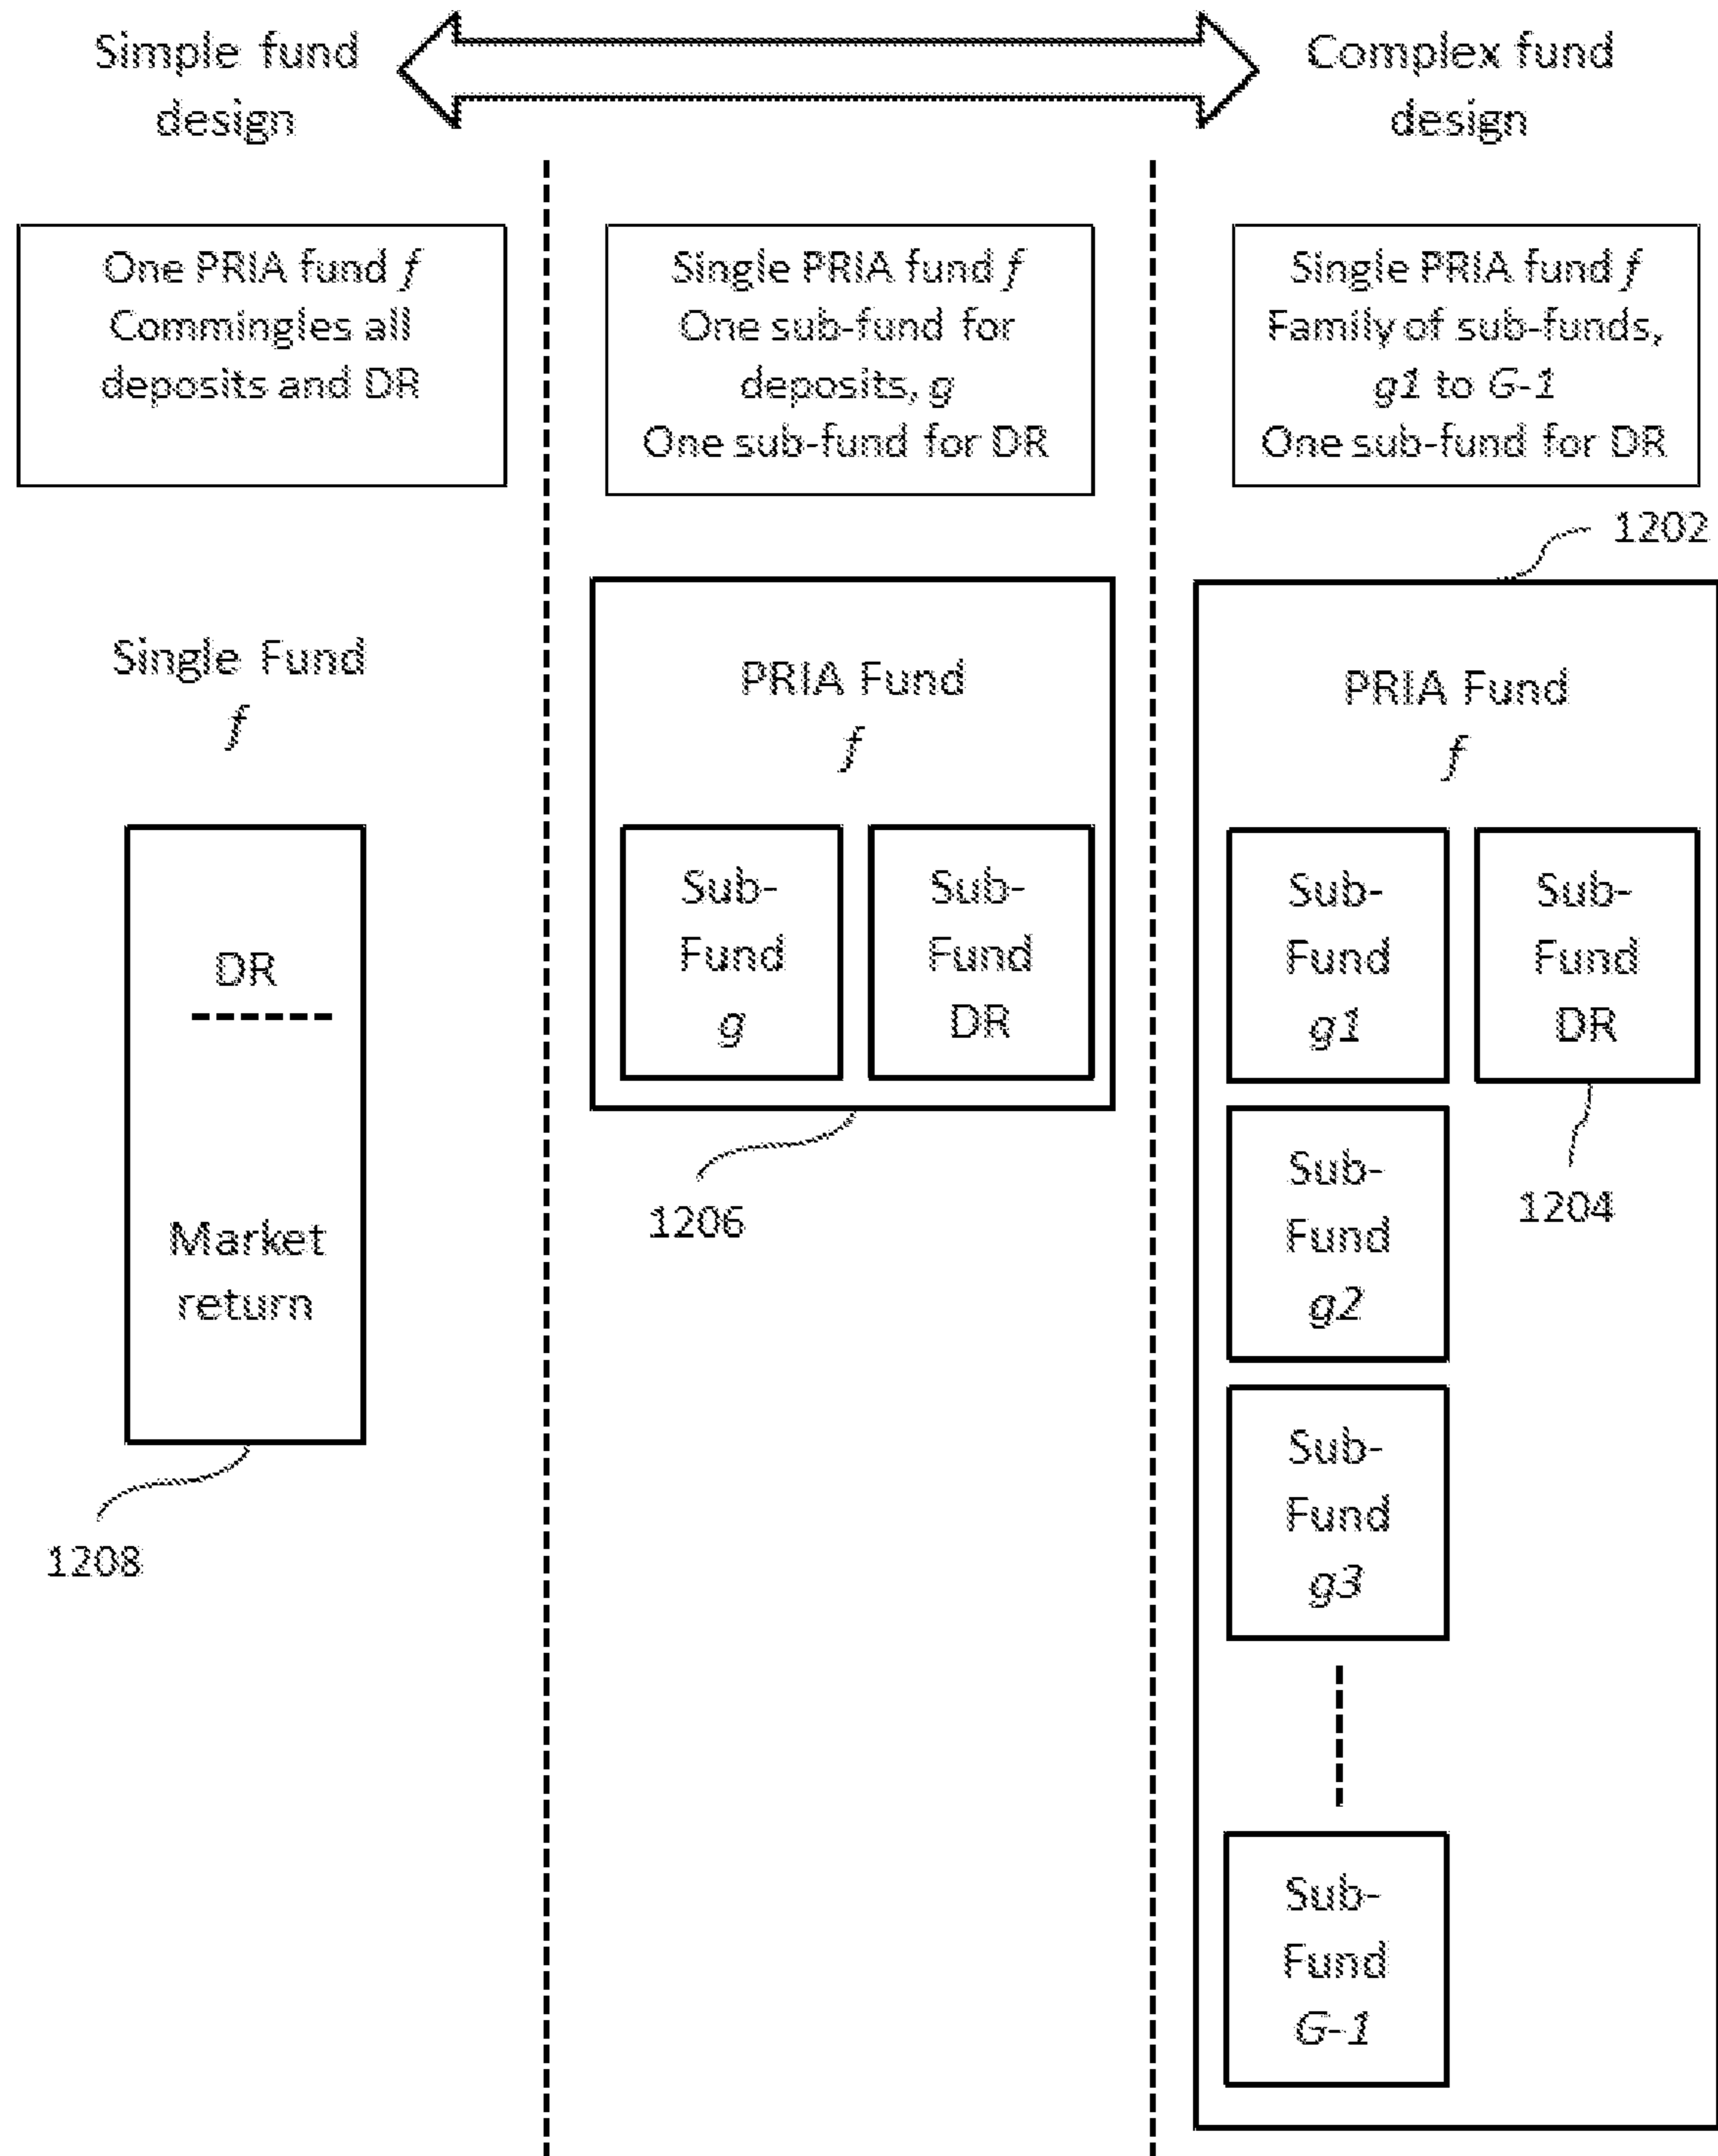 Simple fund
design
Complex fund
design
One PRIA fund f
Commingles all
deposits and DR
Single PRIA fund f
One sub-fund for
deposits, g
One sub-fund for DR
Single PRIA fund f
Family of sub-funds,
g1 to G-1
One sub-fund for DR
1202
Single Fund
f
DR
Market
return
1208
PRIA Fund
f
Sub-
Fund
g
Sub-
Fund
DR
1206
PRIA Fund
f
Sub-
Fund
g1
Sub-
Fund
DR
1204
Sub-
Fund
g2
Sub-
Fund
g3
Sub-
Fund
G-1